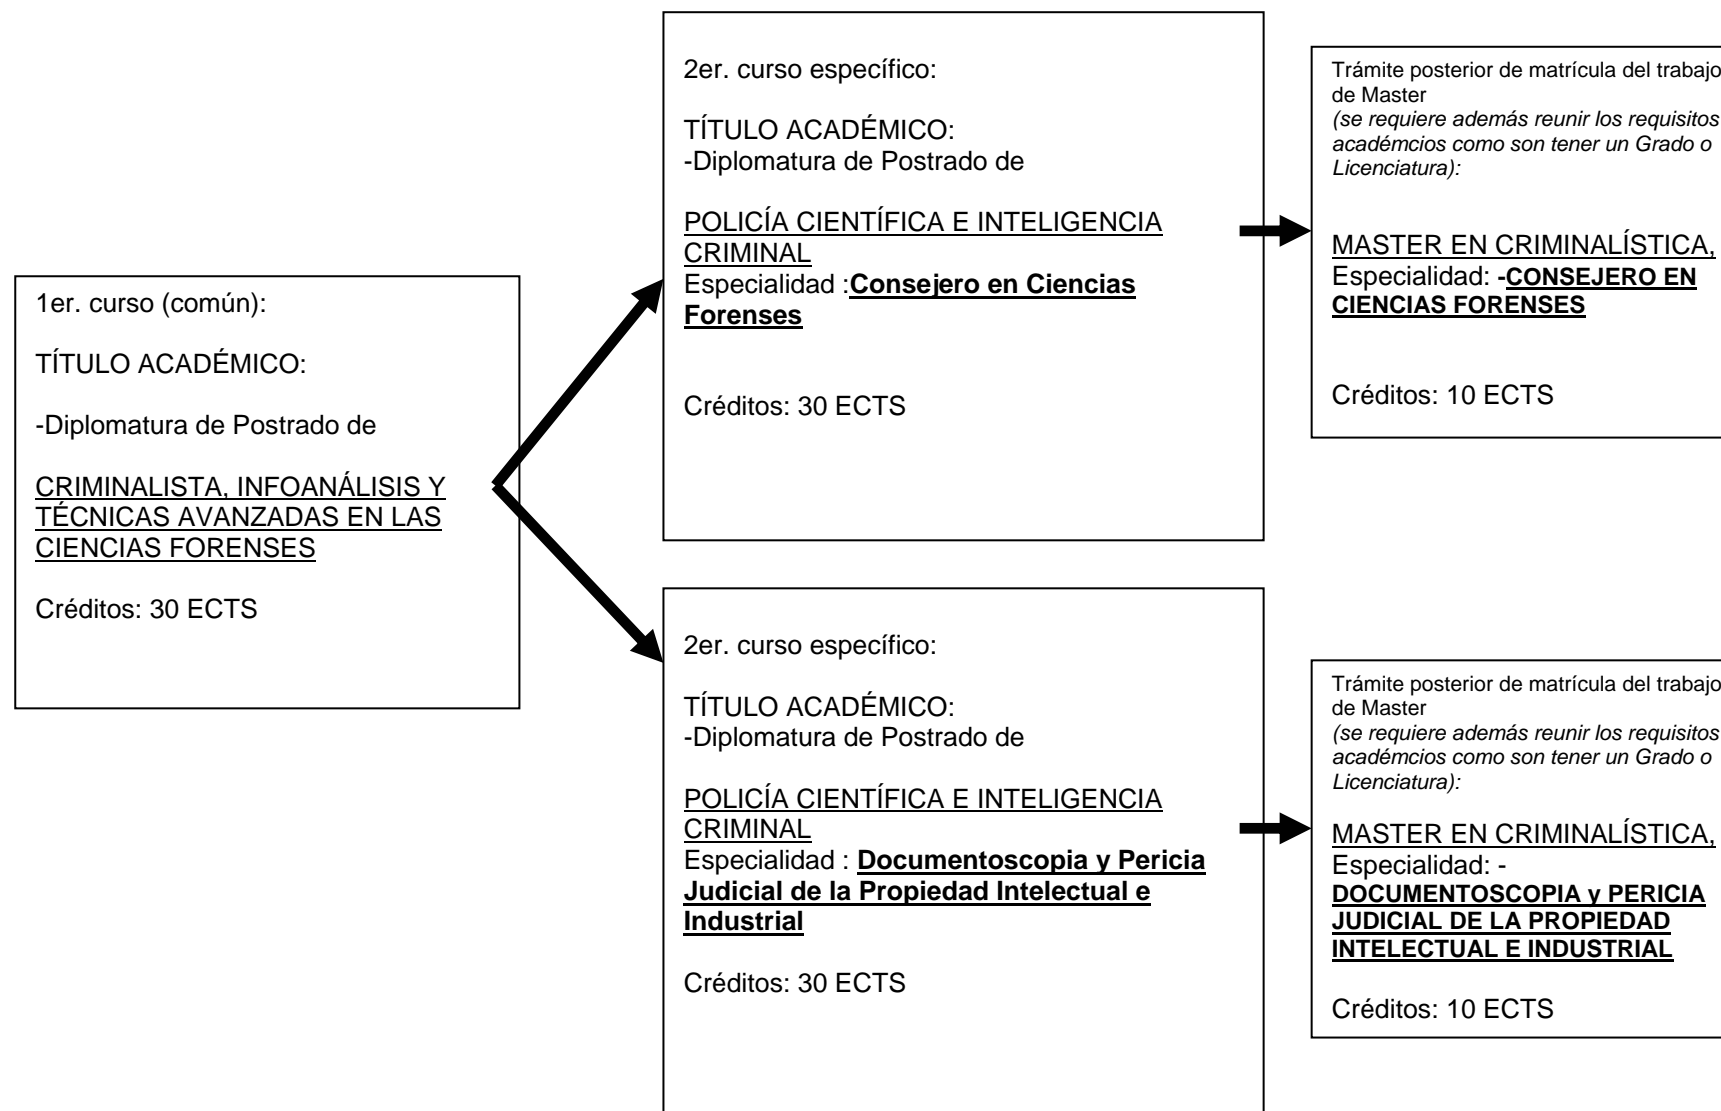 1er. curso (común):
TÍTULO ACADÉMICO:
-Diplomatura de Postrado de
CRIMINALISTA, INFOANÁLISIS Y
TÉCNICAS AVANZADAS EN LAS
CIENCIAS FORENSES
Créditos: 30 ECTS
2er. curso específico:
TÍTULO ACADÉMICO:
-Diplomatura de Postrado de
POLICÍA CIENTÍFICA E INTELIGENCIA
CRIMINAL
Especialidad :Consejero en Ciencias
Forenses
Créditos: 30 ECTS
Trámite posterior de matrícula del trabajo
de Master
(se requiere además reunir los requisitos
académcios como son tener un Grado o
Licenciatura):
MASTER EN CRIMINALÍSTICA,
Especialidad: -CONSEJERO EN
CIENCIAS FORENSES
Créditos: 10 ECTS
2er. curso específico:
TÍTULO ACADÉMICO:
-Diplomatura de Postrado de
POLICÍA CIENTÍFICA E INTELIGENCIA
CRIMINAL
Especialidad : Documentoscopia y Pericia
Judicial de la Propiedad Intelectual e
Industrial
Créditos: 30 ECTS
Trámite posterior de matrícula del trabajo
de Master
(se requiere además reunir los requisitos
académcios como son tener un Grado o
Licenciatura):
MASTER EN CRIMINALÍSTICA,
Especialidad: -
DOCUMENTOSCOPIA y PERICIA
JUDICIAL DE LA PROPIEDAD
INTELECTUAL E INDUSTRIAL
Créditos: 10 ECTS